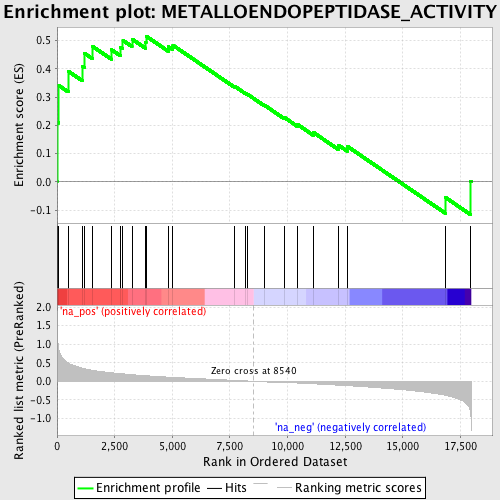 Enrichment plot: METALLOENDOPEPTIDASE_ACTIVITY
Enrichment score (ES)
0.5
0.4
0.3
0.2
0.1
0.0
-0.1
Ranked list metric (PreRanked)
2.0
1.5
1.0
0.5
0.0
-0.5
-1.0
'na_pos' (positively correlated)
Zero cross at 8540
'na_neg' (negatively correlated)
0 2,500 5,000 7,500 10,000 12,500 15,000 17,500
Rank in Ordered Dataset
Enrichment profile Hits Ranking metric scores